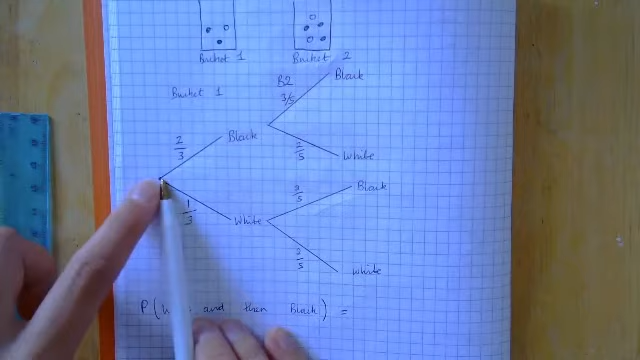 Bucket 1
Bucket 2
Bucket 1
B2
Black
3/5
2/3
Black
2/5
White
3/5
Black
1/3
White
2/5
White
P( and then Black) =